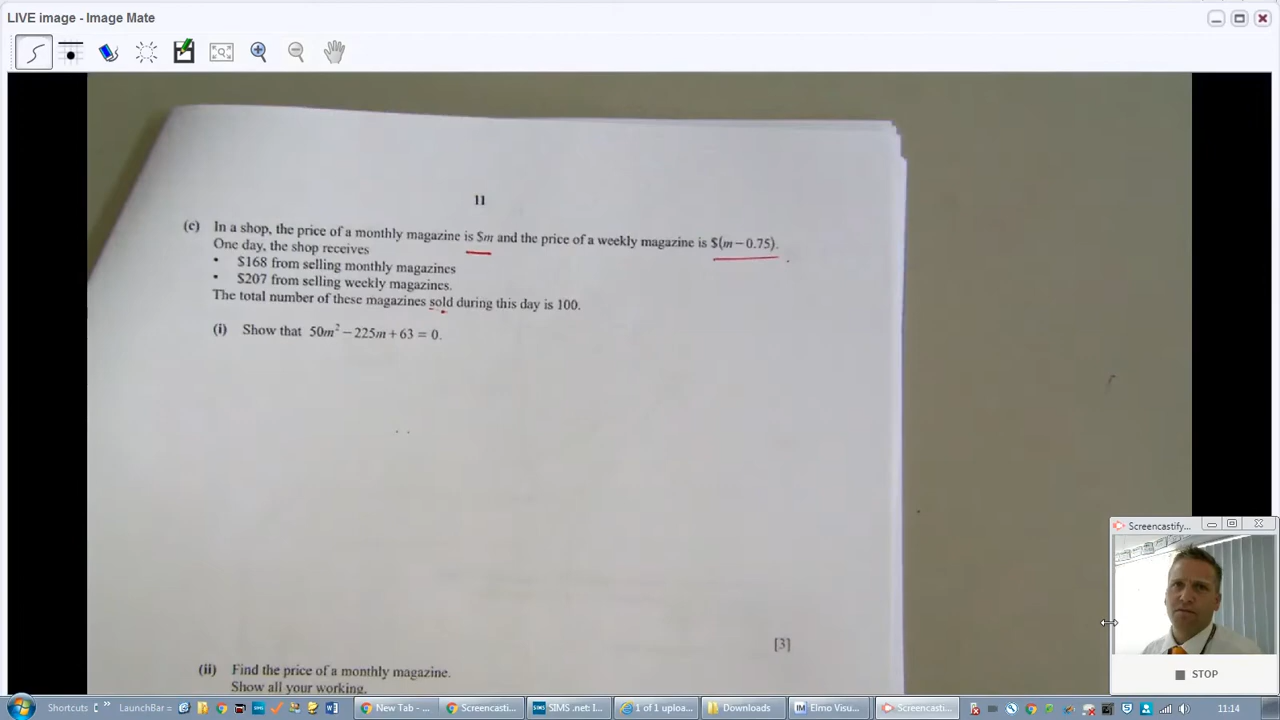 LIVE image - Image Mate
11
(c) In a shop, the price of a monthly magazine is $m and the price of a weekly magazine is $(m − 0.75).
One day, the shop receives
• $168 from selling monthly magazines
• $207 from selling weekly magazines.
The total number of these magazines sold during this day is 100.
(i) Show that 50m² − 225m + 63 = 0.
[3]
(ii) Find the price of a monthly magazine.
Show all your working.
Screencastify...
STOP
Shortcuts
LaunchBar
New Tab - ...
Screencasti...
SIMS .net: I...
1 of 1 uploa...
Downloads
Elmo Visu...
Screencasti...
11:14